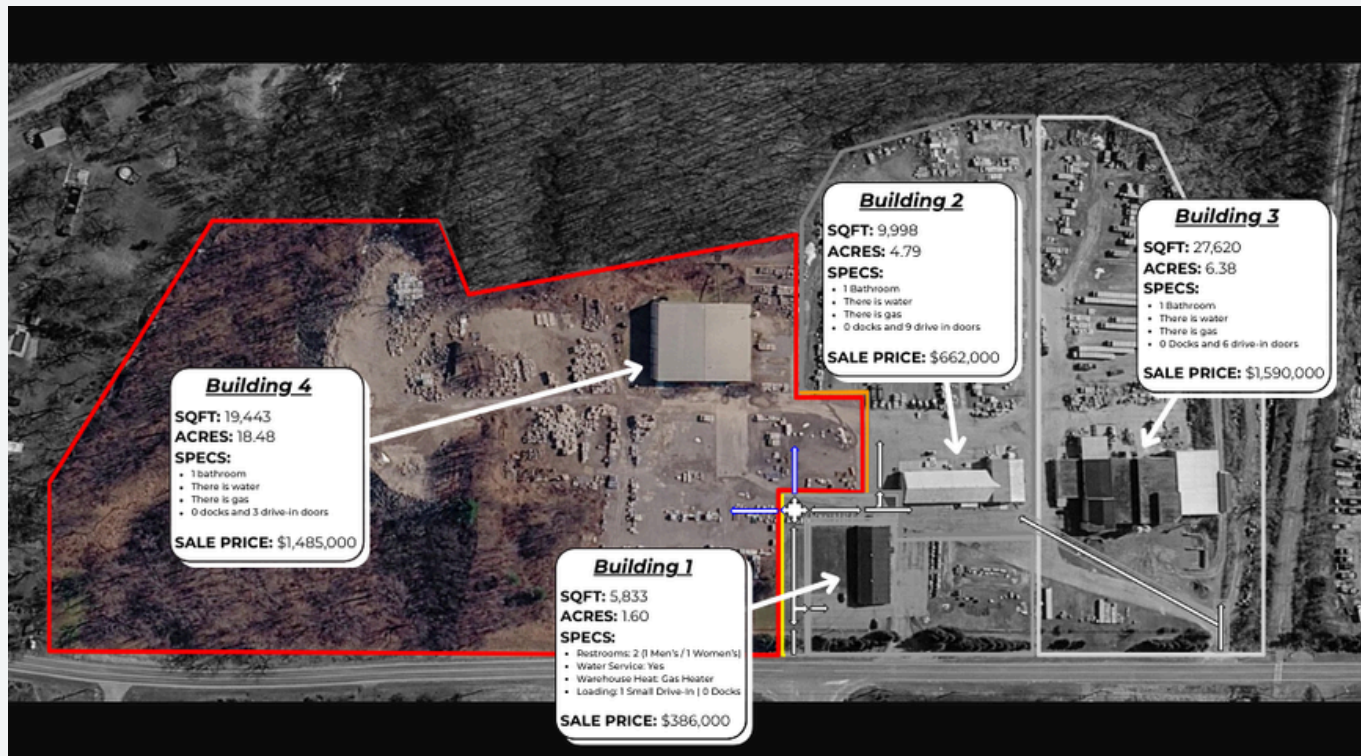 Building 2
SQFT: 9,998
ACRES: 4.79
SPECS:
• 1 Bathroom
• There is water
• There is gas
• 0 docks and 9 drive in doors
SALE PRICE: $662,000
Building 3
SQFT: 27,620
ACRES: 6.38
SPECS:
• 1 Bathroom
• There is water
• There is gas
• 0 Docks and 6 drive-in doors
SALE PRICE: $1,590,000
Building 4
SQFT: 19,443
ACRES: 18.48
SPECS:
• 1 bathroom
• There is water
• There is gas
• 0 docks and 3 drive-in doors
SALE PRICE: $1,485,000
Building 1
SQFT: 5,833
ACRES: 1.60
SPECS:
• Restrooms: 2 (1 Men's / 1 Women's)
• Water Service: Yes
• Warehouse Heat: Gas Heater
• Loading: 1 Small Drive-In | 0 Docks
SALE PRICE: $386,000